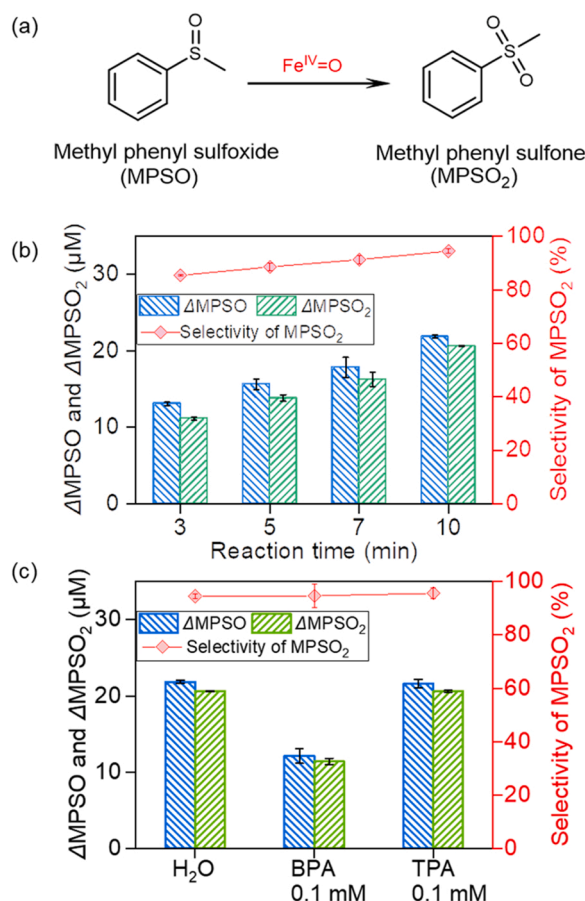 (a)
O
S
Fe^IV=O
O
S
O
Methyl phenyl sulfoxide
(MPSO)
Methyl phenyl sulfone
(MPSO₂)
(b)
ΔMPSO and ΔMPSO₂ (µM)
30
20
10
0
ΔMPSO ΔMPSO₂
Selectivity of MPSO₂
3 5 7 10
Reaction time (min)
100
80
60
40
20
0
Selectivity of MPSO₂ (%)
(c)
ΔMPSO and ΔMPSO₂ (µM)
30
20
10
0
ΔMPSO ΔMPSO₂
Selectivity of MPSO₂
H₂O BPA TPA
0.1 mM 0.1 mM
100
80
60
40
20
0
Selectivity of MPSO₂ (%)